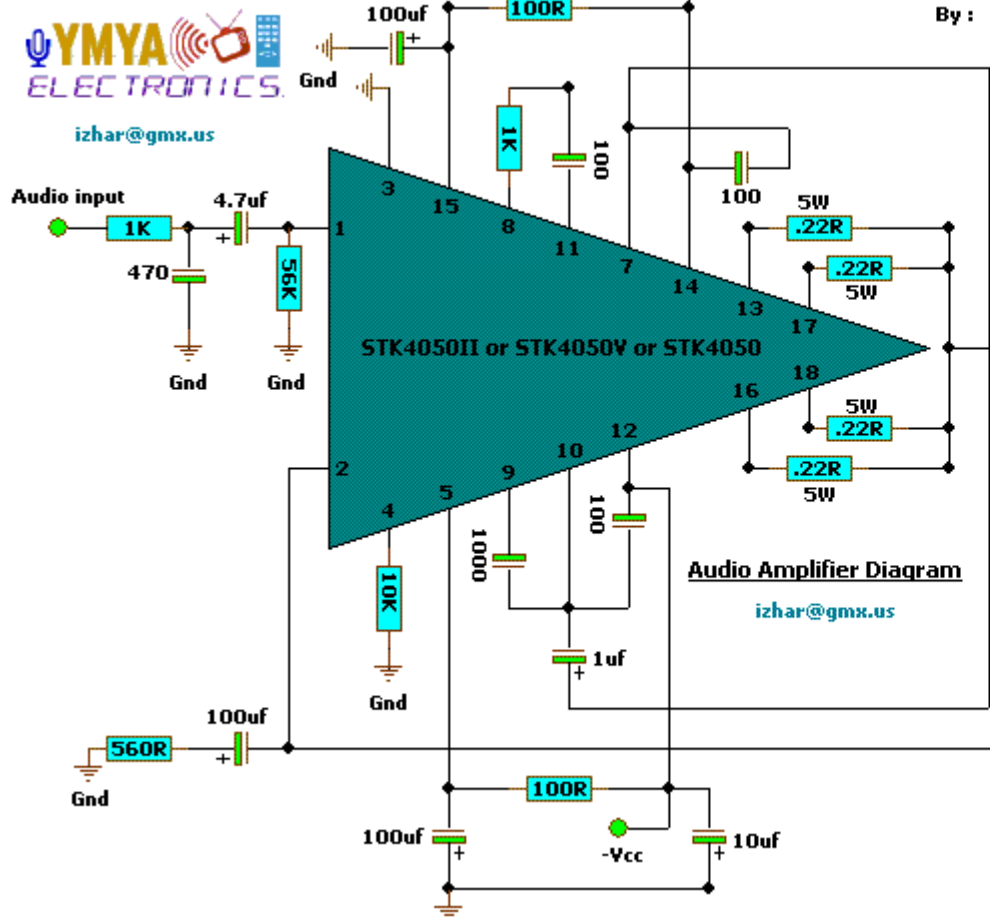 100uf
+
100R
By :
YMYA
ELECTRONICS.
Gnd
izhar@gmx.us
1K
100
100
Audio input
1K
4.7uf
+
470
56K
Gnd
Gnd
3
15
8
11
7
14
13
17
1
5W
.22R
.22R
5W
STK4050II or STK4050V or STK4050
18
16
12
10
9
5
4
2
5W
.22R
.22R
5W
10K
Gnd
1000
100
1uf
+
Audio Amplifier Diagram
izhar@gmx.us
100uf
+
560R
Gnd
100R
100uf
+
-Vcc
10uf
+